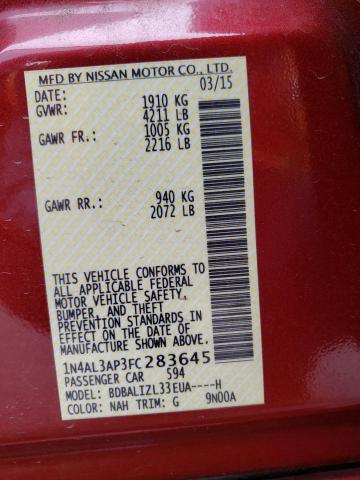 MFD BY NISSAN MOTOR CO., LTD.
DATE: 03/15
GVWR: 1910 KG
4211 LB
GAWR FR: 1005 KG
2216 LB
GAWR RR: 940 KG
2072 LB
THIS VEHICLE CONFORMS TO
ALL APPLICABLE FEDERAL
MOTOR VEHICLE SAFETY,
BUMPER, AND THEFT
PREVENTION STANDARDS IN
EFFECT ON THE DATE OF
MANUFACTURE SHOWN ABOVE.
1N4AL3AP3FC283645
PASSENGER CAR 594
MODEL: BDBALIZL33EUA----H
COLOR: NAH TRIM: G 9N00A